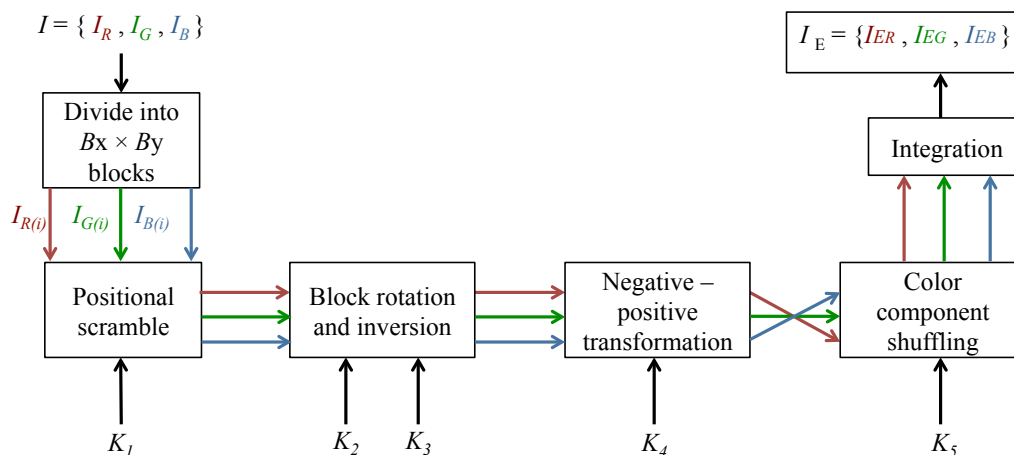 I = { I_R , I_G , I_B }
Divide into
Bx × By
blocks
I_R(i) I_G(i) I_B(i)
Positional
scramble
Block rotation
and inversion
Negative –
positive
transformation
Color
component
shuffling
Integration
I_E = {I_ER , I_EG , I_EB }
K_1
K_2
K_3
K_4
K_5